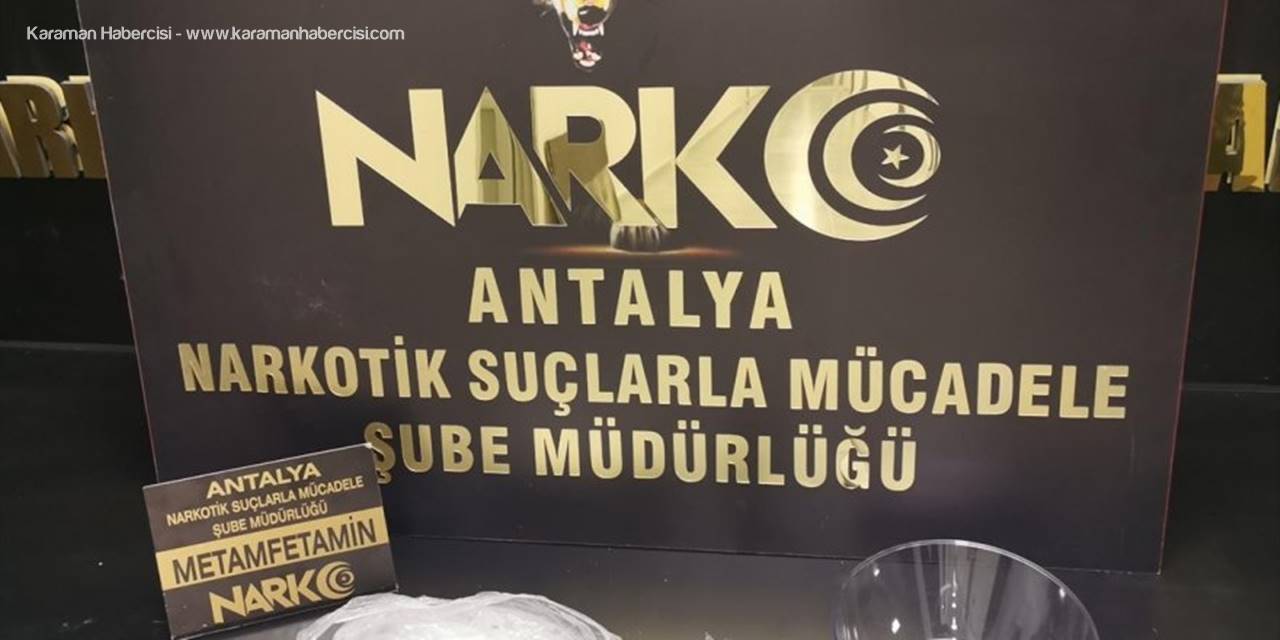 Karaman Habercisi - www.karamanhabercisi.com
NARKO
ANTALYA
NARKOTİK SUÇLARLA MÜCADELE
ŞUBE MÜDÜRLÜĞÜ
ANTALYA
NARKOTİK SUÇLARLA MÜCADELE
ŞUBE MÜDÜRLÜĞÜ
METAMFETAMİN
NARKO